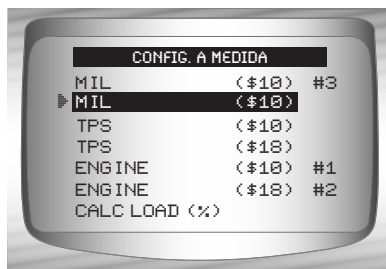 CONFIG. A MEDIDA
MIL ($10) #3
MIL ($10)
TPS ($10)
TPS ($18)
ENGINE ($10) #1
ENGINE ($18) #2
CALC LOAD (%)